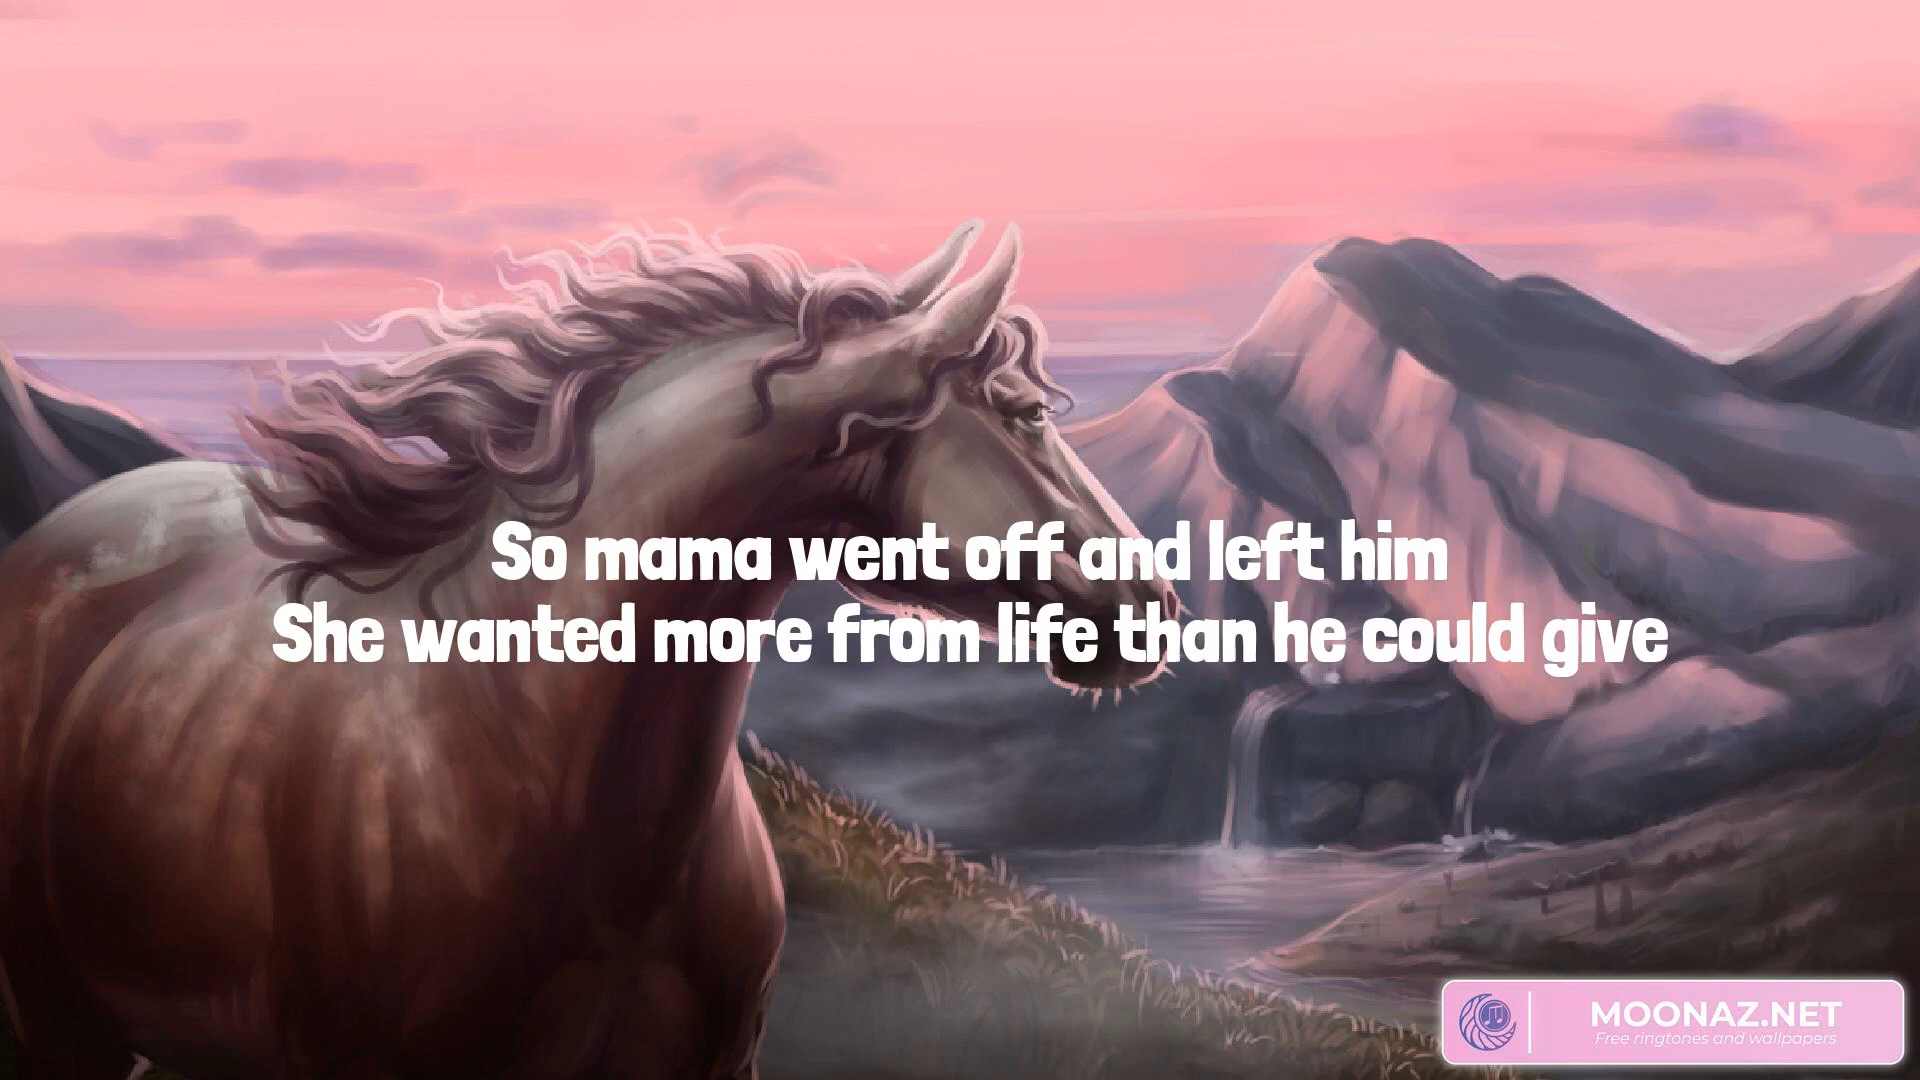 So mama went off and left him
She wanted more from life than he could give
MOONAZ.NET
Free ringtones and wallpapers